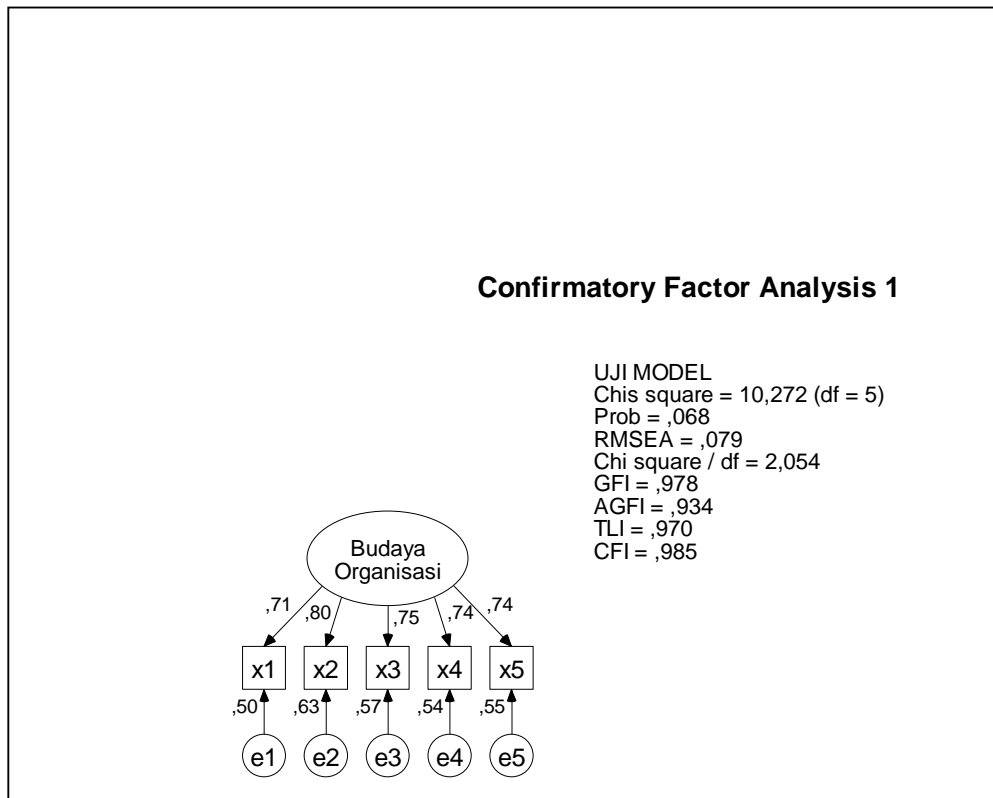 Confirmatory Factor Analysis 1
UJI MODEL
Chis square = 10,272 (df = 5)
Prob = ,068
RMSEA = ,079
Chi square / df = 2,054
GFI = ,978
AGFI = ,934
TLI = ,970
CFI = ,985
Budaya
Organisasi
,71 ,80 ,75 ,74 ,74
x1 x2 x3 x4 x5
,50 ,63 ,57 ,54 ,55
e1 e2 e3 e4 e5